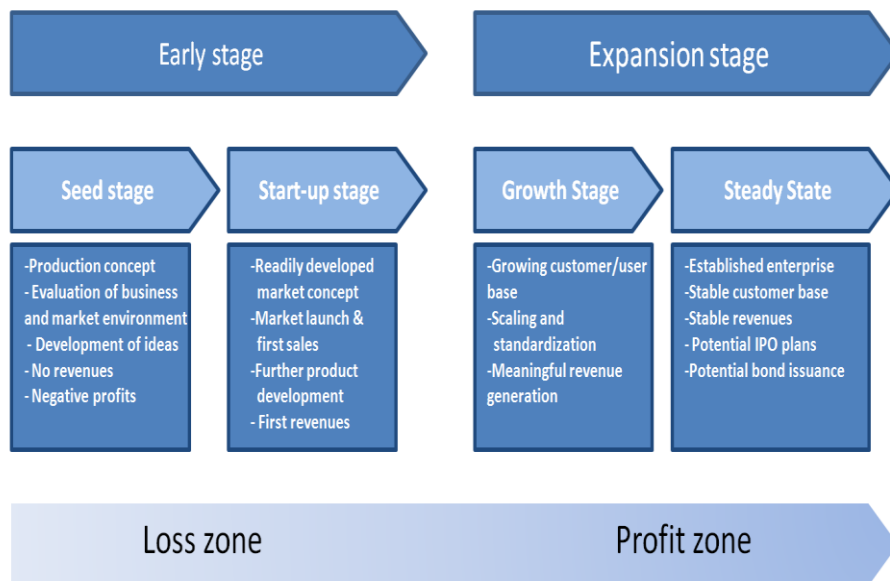 Early stage
Expansion stage
Seed stage
Start-up stage
Growth Stage
Steady State
-Production concept
- Evaluation of business
and market environment
- Development of ideas
- No revenues
- Negative profits
-Readily developed
market concept
-Market launch &
first sales
-Further product
development
- First revenues
-Growing customer/user
base
-Scaling and
standardization
-Meaningful revenue
generation
-Established enterprise
-Stable customer base
-Stable revenues
- Potential IPO plans
-Potential bond issuance
Loss zone
Profit zone